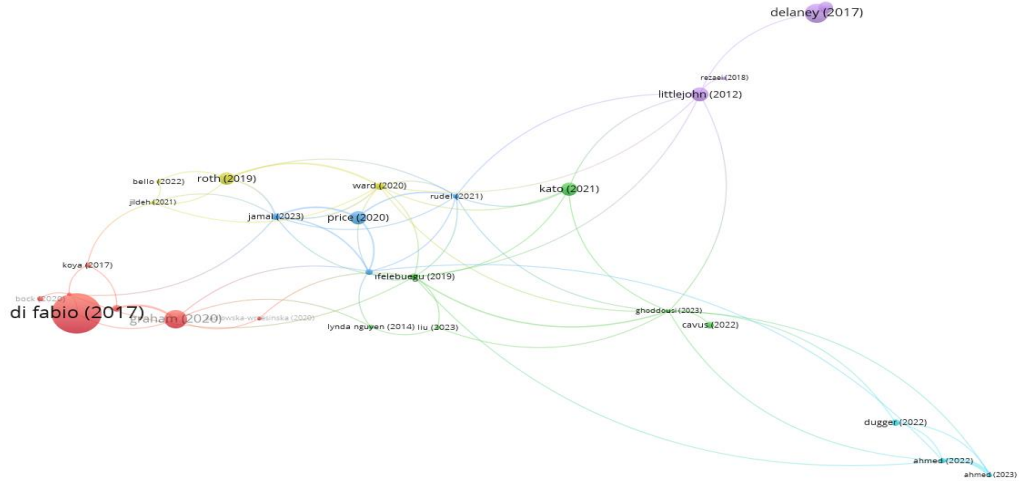 delaney (2017)
rezaei (2018)
littlejohn (2012)
bello (2022)
roth (2019)
ward (2020)
kato (2021)
jildeh (2021)
rudel (2021)
jamal (2023)
price (2020)
koya (2017)
ifelebuegu (2019)
bock (2020)
di fabio (2017)
graham (2020)
ghoddousi (2023)
lynda nguyen (2014)
liu (2023)
cavus (2022)
dugger (2022)
ahmed (2022)
ahmed (2023)